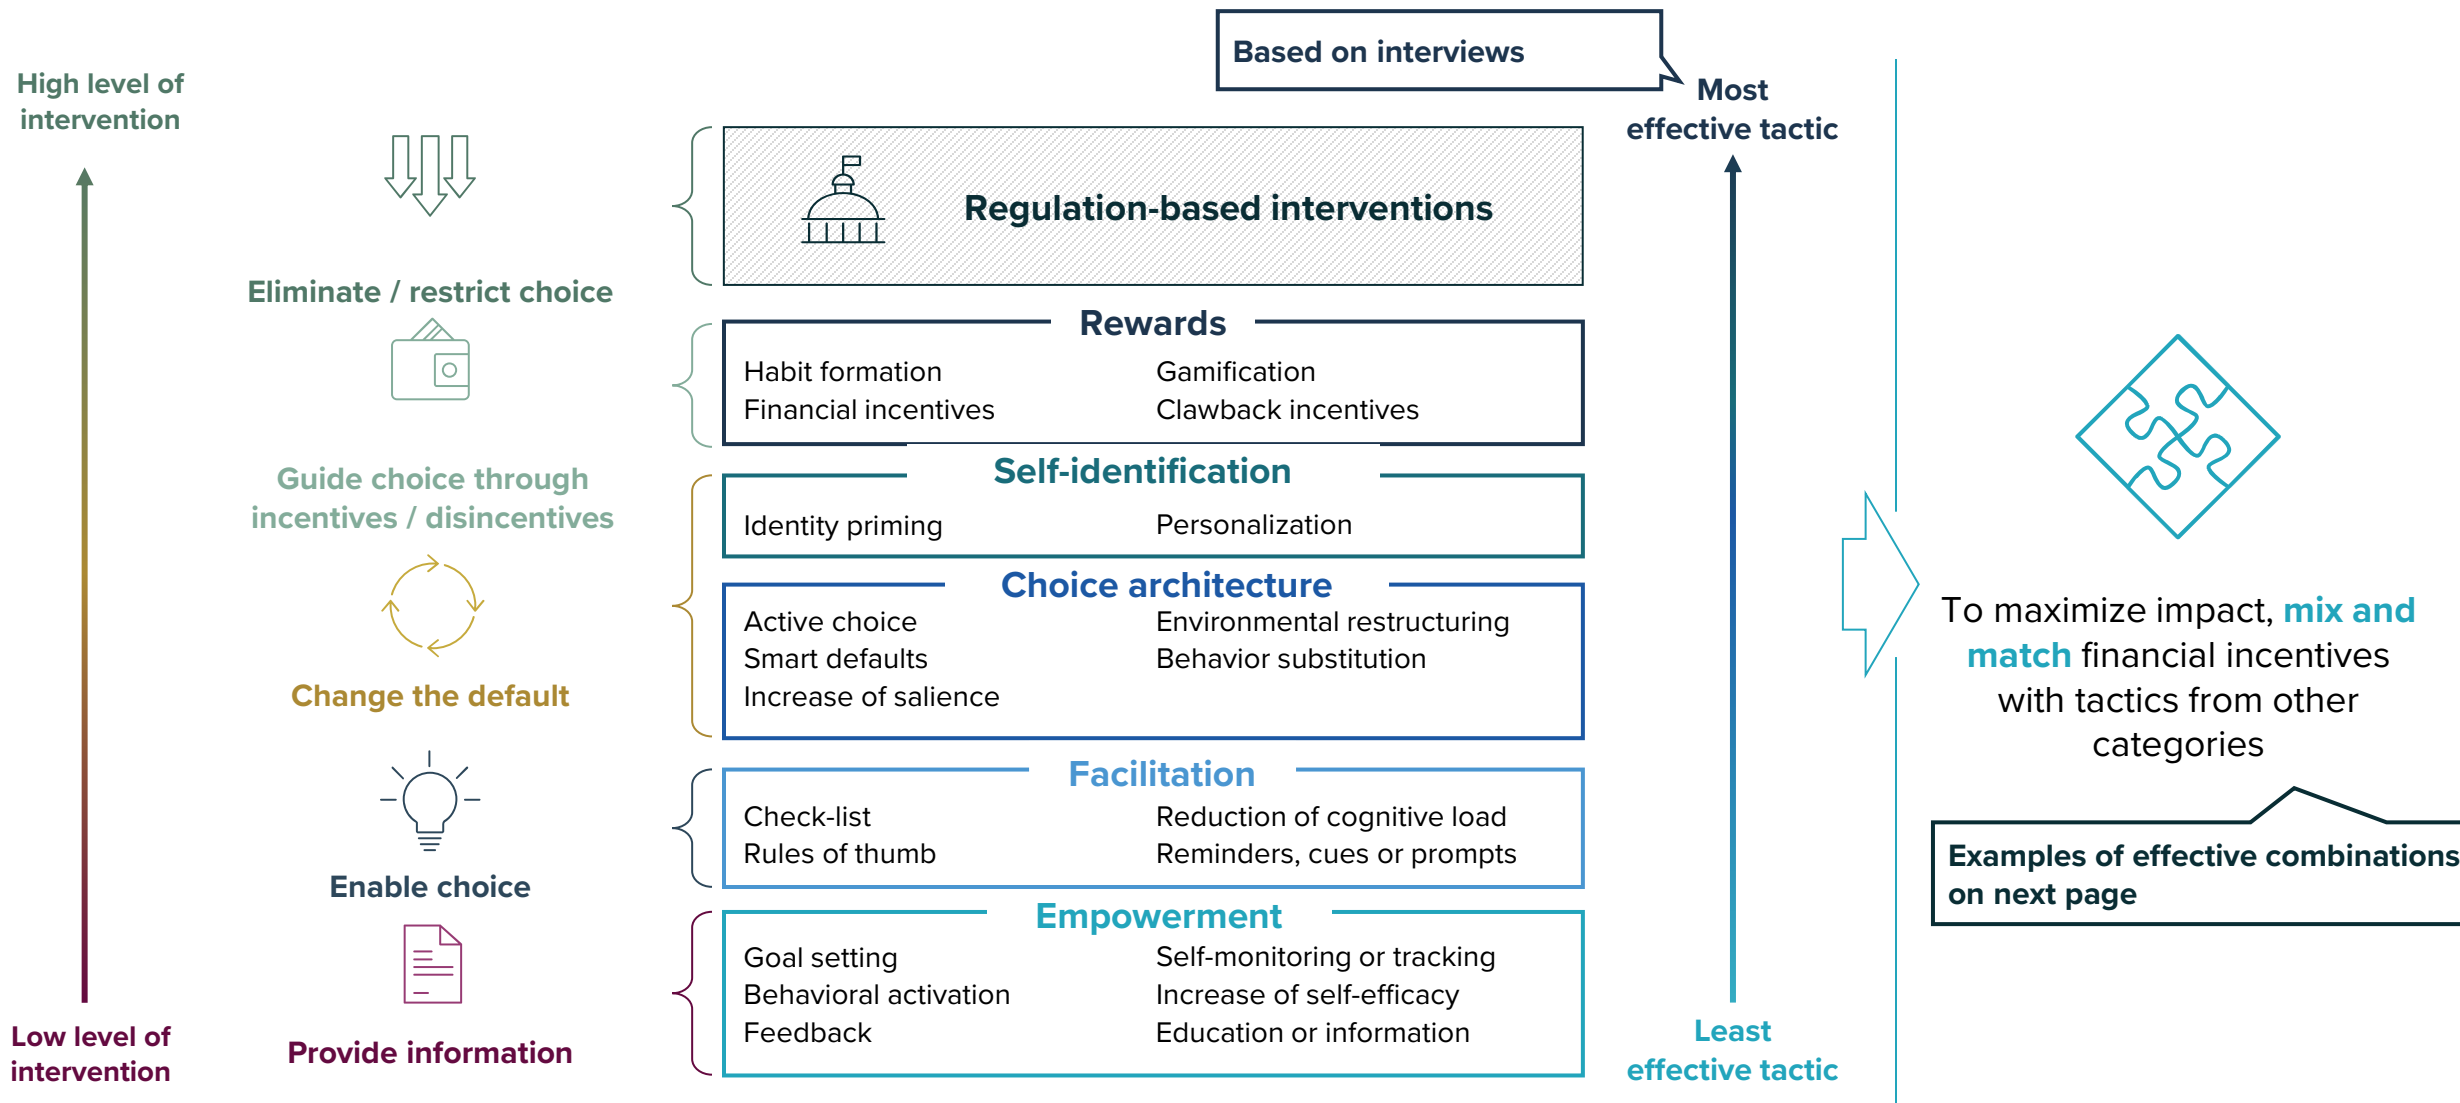 Based on interviews
High level of
intervention
Most
effective tactic
Regulation-based interventions
Eliminate / restrict choice
Rewards
Habit formation
Gamification
Financial incentives
Clawback incentives
Guide choice through
incentives / disincentives
Self-identification
Identity priming
Personalization
Choice architecture
Active choice
Environmental restructuring
Smart defaults
Behavior substitution
Increase of salience
Change the default
Facilitation
Check-list
Reduction of cognitive load
Rules of thumb
Reminders, cues or prompts
Enable choice
Empowerment
Goal setting
Self-monitoring or tracking
Behavioral activation
Increase of self-efficacy
Feedback
Education or information
Provide information
Low level of
intervention
Least
effective tactic
To maximize impact, mix and
match financial incentives
with tactics from other
categories
Examples of effective combinations
on next page